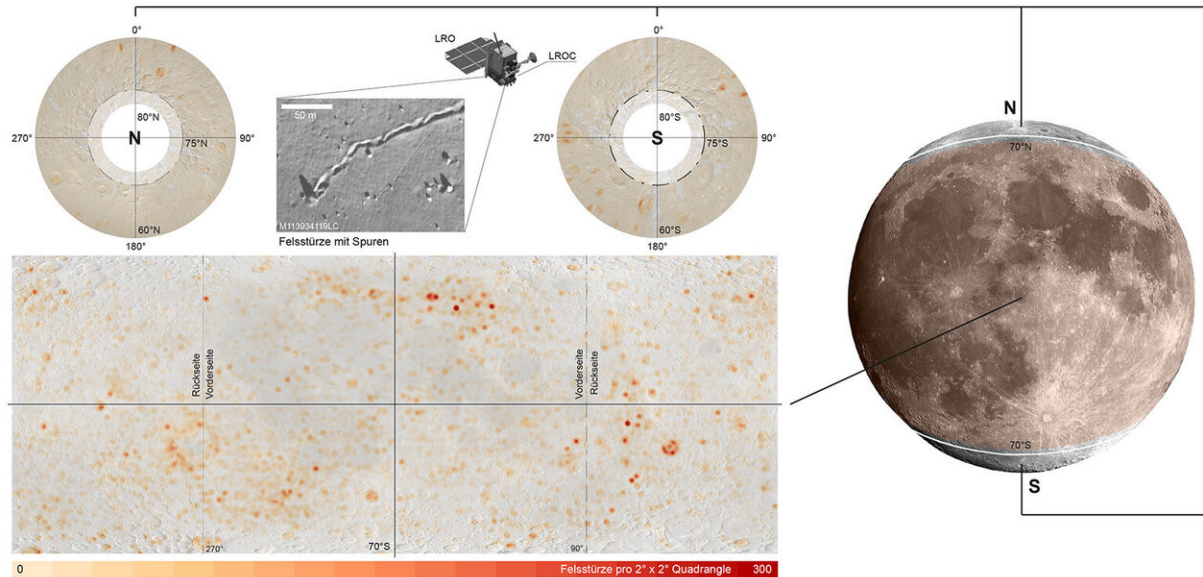 0°
270°
N
80°N
75°N
90°
60°N
180°
LRO
LROC
50 m
M113934119LC
Felsstürze mit Spuren
0°
270°
S
80°S
75°S
90°
60°S
180°
N
70°N
70°S
S
Rückseite
Vorderseite
Vorderseite
Rückseite
270°
70°S
90°
0
Felsstürze pro 2° x 2° Quadrangle
300